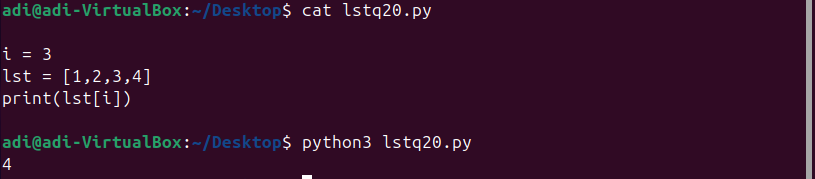 adi@adi-VirtualBox:~/Desktop$ cat lstq20.py
i = 3
lst = [1,2,3,4]
print(lst[i])
adi@adi-VirtualBox:~/Desktop$ python3 lstq20.py
4